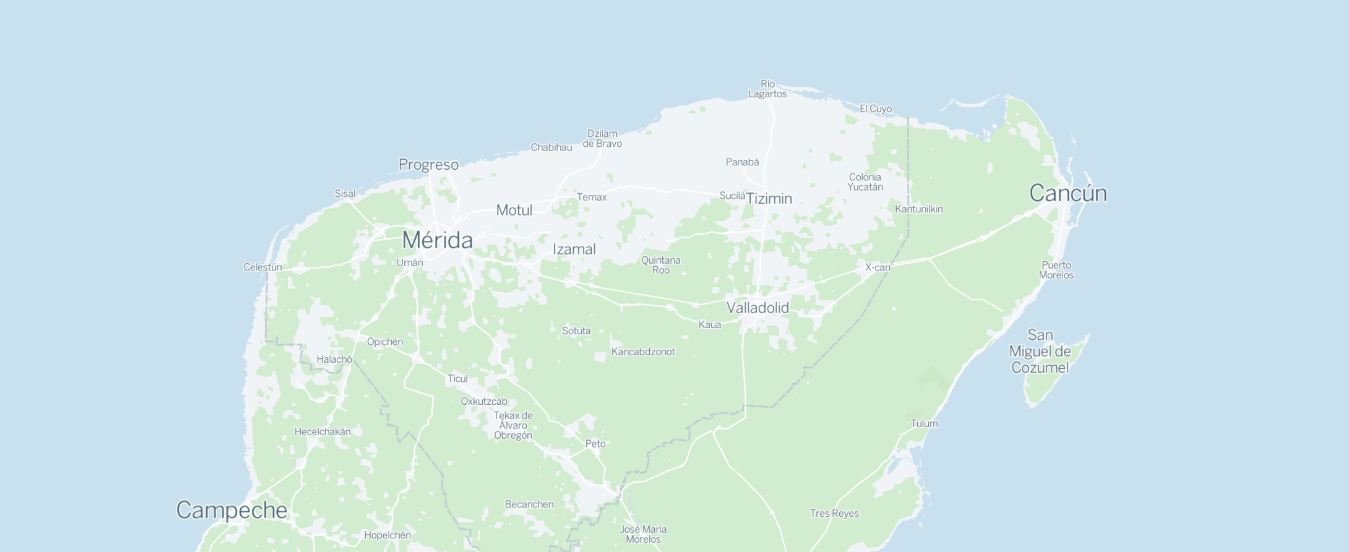 Río
Lagartos
El Cuyo
Dzilam
de Bravo
Chabihau
Progreso
Panabá
Colonia
Yucatán
Sisal
Temax
Sucilá
Tizimin
Cancún
Motul
Kantunilkin
Mérida
Izamal
Umán
Quintana
Roo
Celestún
X-can
Puerto
Morelos
Valladolid
Kaua
Sotuta
San
Miguel de
Cozumel
Opichén
Kancabdzonot
Halachó
Ticul
Oxkutzcab
Tekax de
Álvaro
Obregón
Tulum
Hecelchakán
Peto
Campeche
Becanchen
Tres Reyes
Hopelchén
José María
Morelos